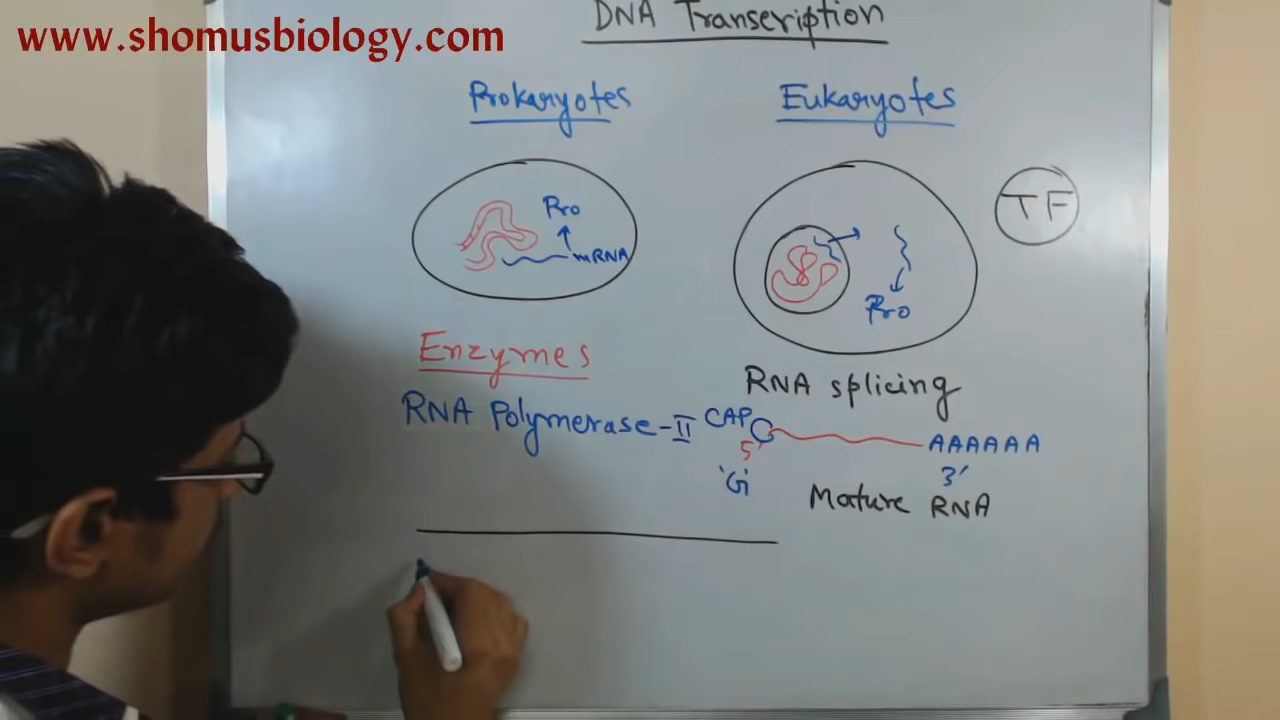 www.shomusbiology.com
DNA Transcription
Prokaryotes
Eukaryotes
Pro
mRNA
TF
Pro
Enzymes
RNA splicing
RNA Polymerase-II
CAP
AAAAAA
5'
3'
'G'
Mature RNA